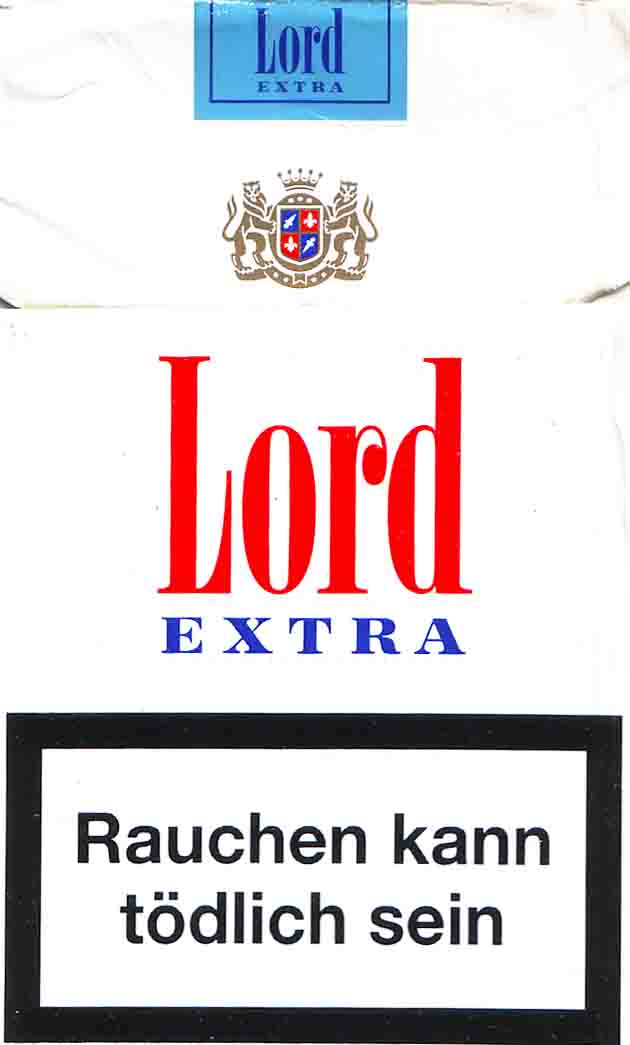 Lord
EXTRA
Lord
EXTRA
Rauchen kann
tödlich sein